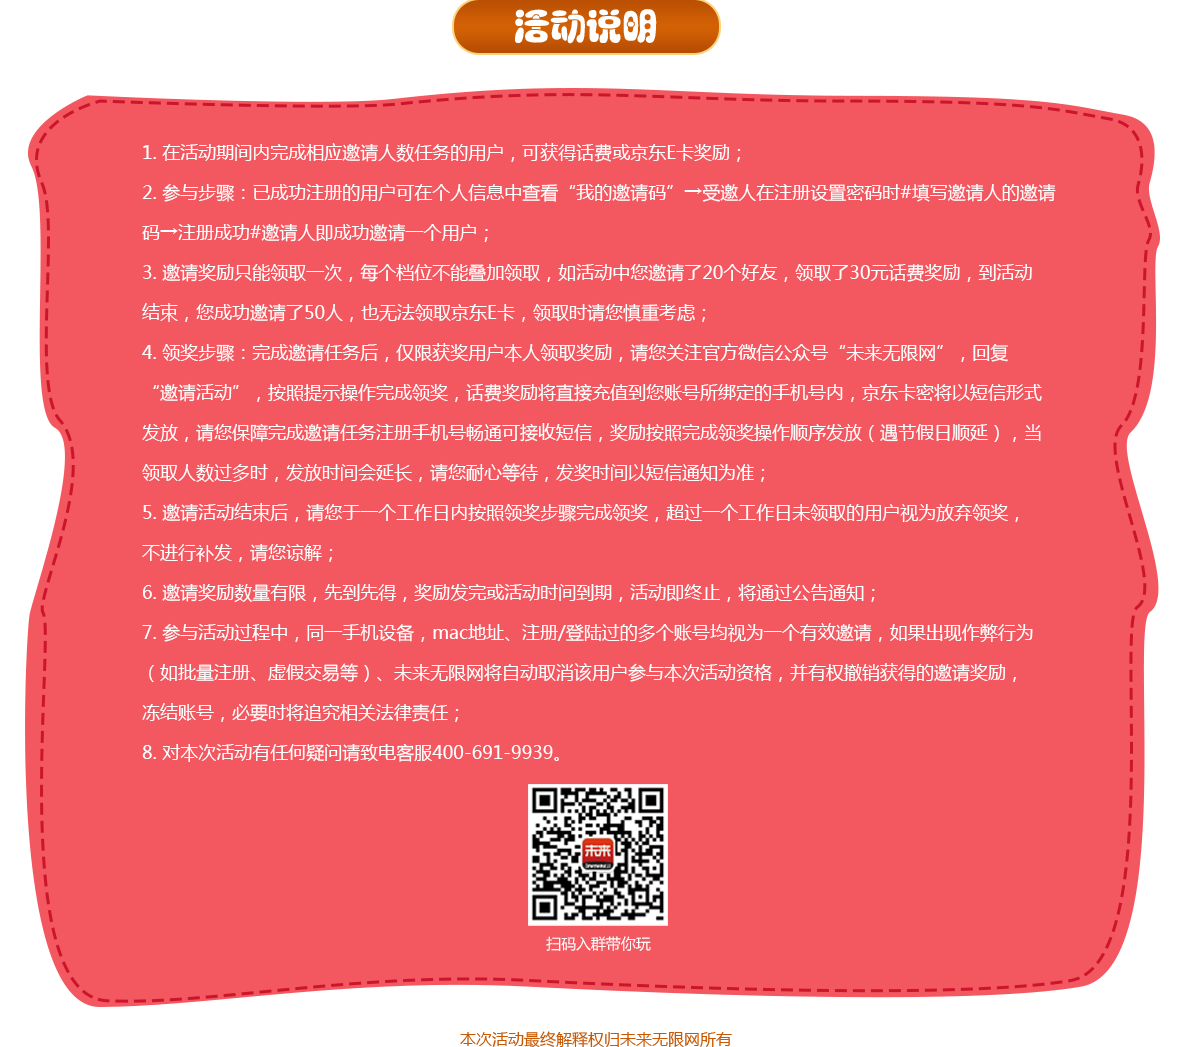 活动说明
1. 在活动期间内完成相应邀请人数任务的用户，可获得话费或京东E卡奖励；
2. 参与步骤：已成功注册的用户可在个人信息中查看“我的邀请码”→受邀人在注册设置密码时#填写邀请人的邀请
码→注册成功#邀请人即成功邀请一个用户；
3. 邀请奖励只能领取一次，每个档位不能叠加领取，如活动中您邀请了20个好友，领取了30元话费奖励，到活动
结束，您成功邀请了50人，也无法领取京东E卡，领取时请您慎重考虑；
4. 领奖步骤：完成邀请任务后，仅限获奖用户本人领取奖励，请您关注官方微信公众号“未来无限网”，回复
“邀请活动”，按照提示操作完成领奖，话费奖励将直接充值到您账号所绑定的手机号内，京东卡密将以短信形式
发放，请您保障完成邀请任务注册手机号畅通可接收短信，奖励按照完成领奖操作顺序发放（遇节假日顺延），当
领取人数过多时，发放时间会延长，请您耐心等待，发奖时间以短信通知为准；
5. 邀请活动结束后，请您于一个工作日内按照领奖步骤完成领奖，超过一个工作日未领取的用户视为放弃领奖，
不进行补发，请您谅解；
6. 邀请奖励数量有限，先到先得，奖励发完或活动时间到期，活动即终止，将通过公告通知；
7. 参与活动过程中，同一手机设备，mac地址、注册/登陆过的多个账号均视为一个有效邀请，如果出现作弊行为
（如批量注册、虚假交易等）、未来无限网将自动取消该用户参与本次活动资格，并有权撤销获得的邀请奖励，
冻结账号，必要时将追究相关法律责任；
8. 对本次活动有任何疑问请致电客服400-691-9939。
未来
扫码入群带你玩
本次活动最终解释权归未来无限网所有